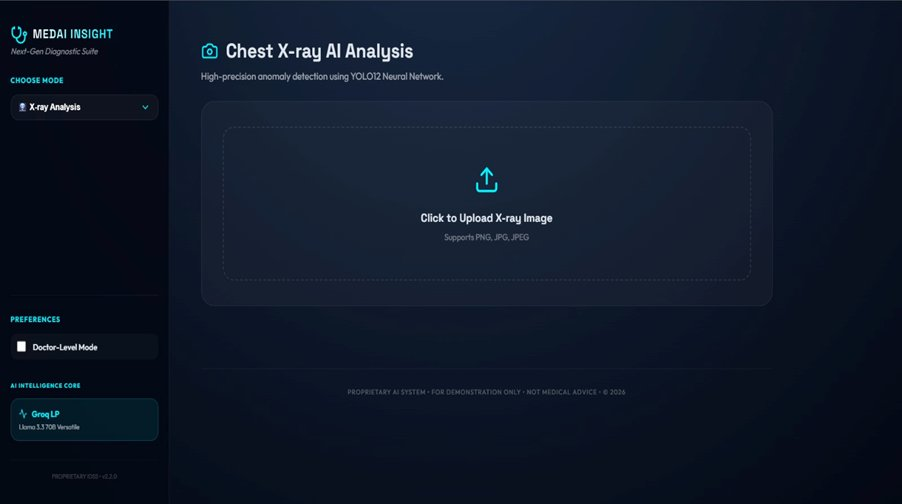 MEDAI INSIGHT
Next-Gen Diagnostic Suite
CHOOSE MODE
X-ray Analysis
PREFERENCES
Doctor-Level Mode
AI INTELLIGENCE CORE
Groq LP
Llama 3.3 70B Versatile
PROPRIETARY IOSS • v2.2.0
Chest X-ray AI Analysis
High-precision anomaly detection using YOLO12 Neural Network.
Click to Upload X-ray Image
Supports PNG, JPG, JPEG
PROPRIETARY AI SYSTEM • FOR DEMONSTRATION ONLY • NOT MEDICAL ADVICE • © 2026